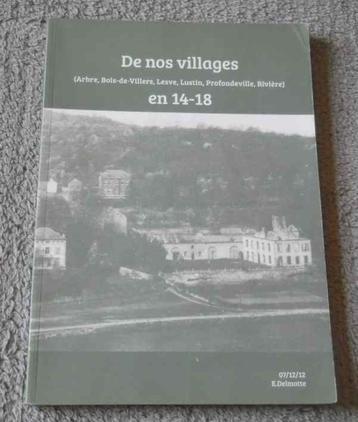 De nos villages
(Arbre, Bois-de-Villers, Lesve, Lustin, Profondeville, Rivière)
en 14-18
07/12/12
E.Delmotte